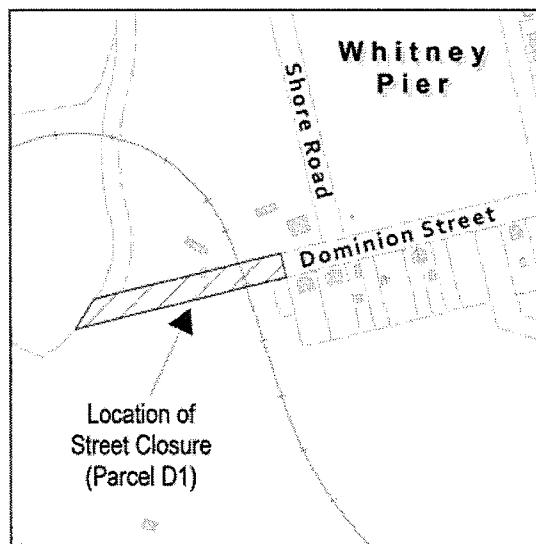 Whitney
Pier
Shore Road
Dominion Street
Location of
Street Closure
(Parcel D1)